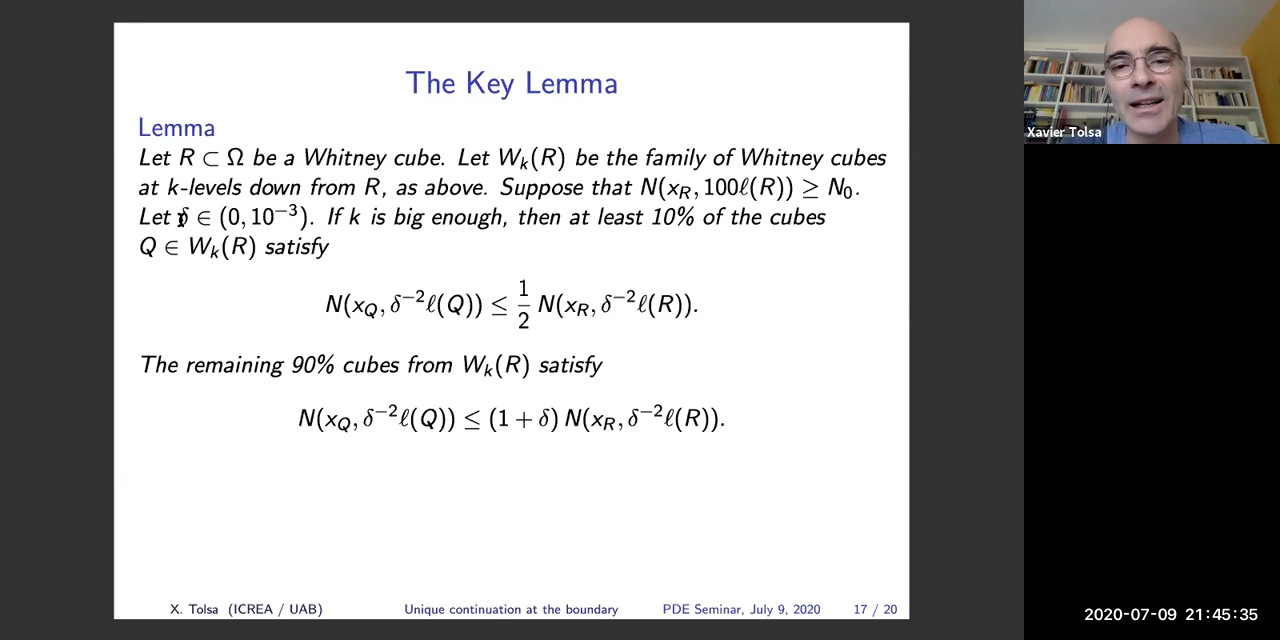 The Key Lemma
Lemma
Let R ⊂ Ω be a Whitney cube. Let W_k(R) be the family of Whitney cubes
at k-levels down from R, as above. Suppose that N(x_R, 100ℓ(R)) ≥ N_0.
Let δ ∈ (0, 10^{-3}). If k is big enough, then at least 10% of the cubes
Q ∈ W_k(R) satisfy
N(x_Q, δ^{-2}ℓ(Q)) ≤ 1/2 N(x_R, δ^{-2}ℓ(R)).
The remaining 90% cubes from W_k(R) satisfy
N(x_Q, δ^{-2}ℓ(Q)) ≤ (1 + δ) N(x_R, δ^{-2}ℓ(R)).
X. Tolsa (ICREA / UAB) Unique continuation at the boundary PDE Seminar, July 9, 2020 17 / 20
Xavier Tolsa
2020-07-09 21:45:35